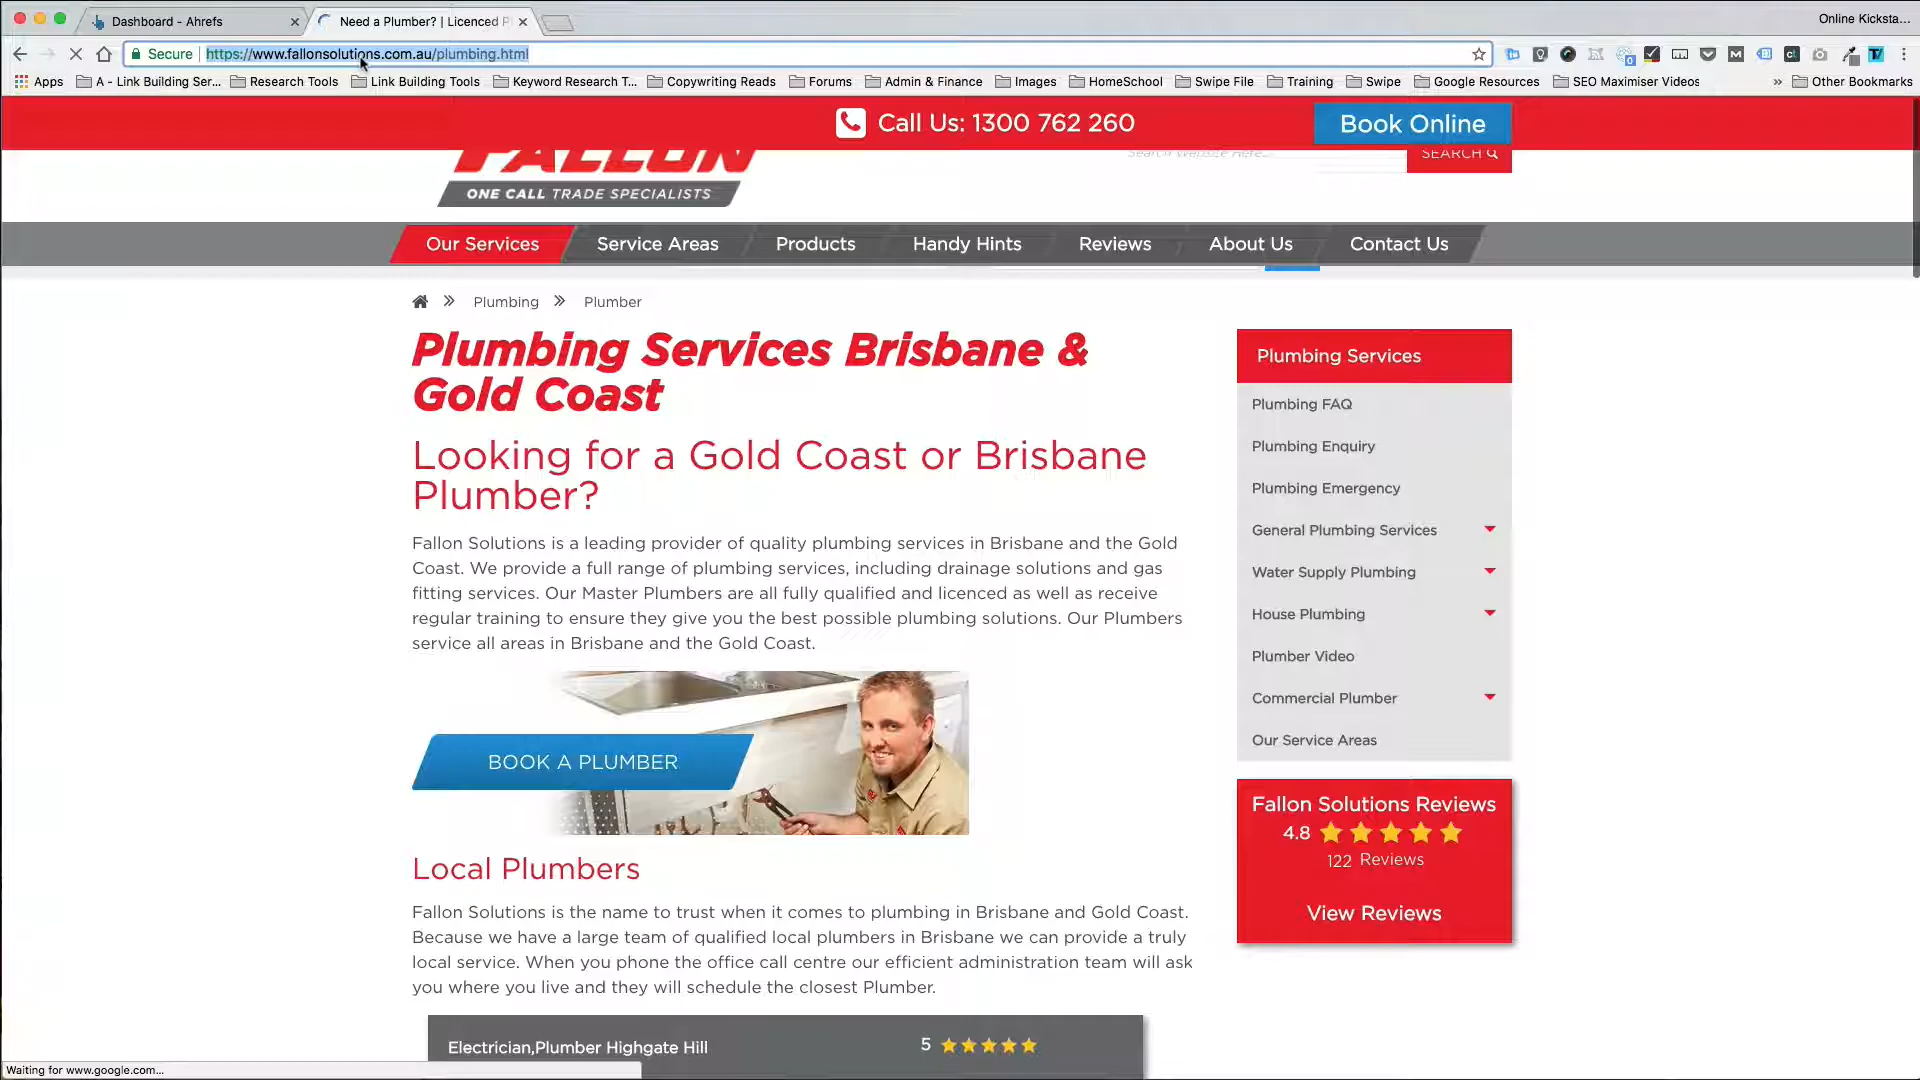 Dashboard - Ahrefs
Need a Plumber? | Licenced P
Online Kicksta...
Secure
https://www.fallonsolutions.com.au/plumbing.html
Apps
A - Link Building Ser...
Research Tools
Link Building Tools
Keyword Research T...
Copywriting Reads
Forums
Admin & Finance
Images
HomeSchool
Swipe File
Training
Swipe
Google Resources
SEO Maximiser Videos
»
Other Bookmarks
Call Us: 1300 762 260
Book Online
FALLON
Search Website Here...
SEARCH
ONE CALL TRADE SPECIALISTS
Our Services
Service Areas
Products
Handy Hints
Reviews
About Us
Contact Us
Plumbing
Plumber
Plumbing Services Brisbane &
Gold Coast
Looking for a Gold Coast or Brisbane
Plumber?
Fallon Solutions is a leading provider of quality plumbing services in Brisbane and the Gold
Coast. We provide a full range of plumbing services, including drainage solutions and gas
fitting services. Our Master Plumbers are all fully qualified and licenced as well as receive
regular training to ensure they give you the best possible plumbing solutions. Our Plumbers
service all areas in Brisbane and the Gold Coast.
BOOK A PLUMBER
Local Plumbers
Fallon Solutions is the name to trust when it comes to plumbing in Brisbane and Gold Coast.
Because we have a large team of qualified local plumbers in Brisbane we can provide a truly
local service. When you phone the office call centre our efficient administration team will ask
you where you live and they will schedule the closest Plumber.
Electrician,Plumber Highgate Hill
5
Plumbing Services
Plumbing FAQ
Plumbing Enquiry
Plumbing Emergency
General Plumbing Services
Water Supply Plumbing
House Plumbing
Plumber Video
Commercial Plumber
Our Service Areas
Fallon Solutions Reviews
4.8
122 Reviews
View Reviews
Waiting for www.google.com...